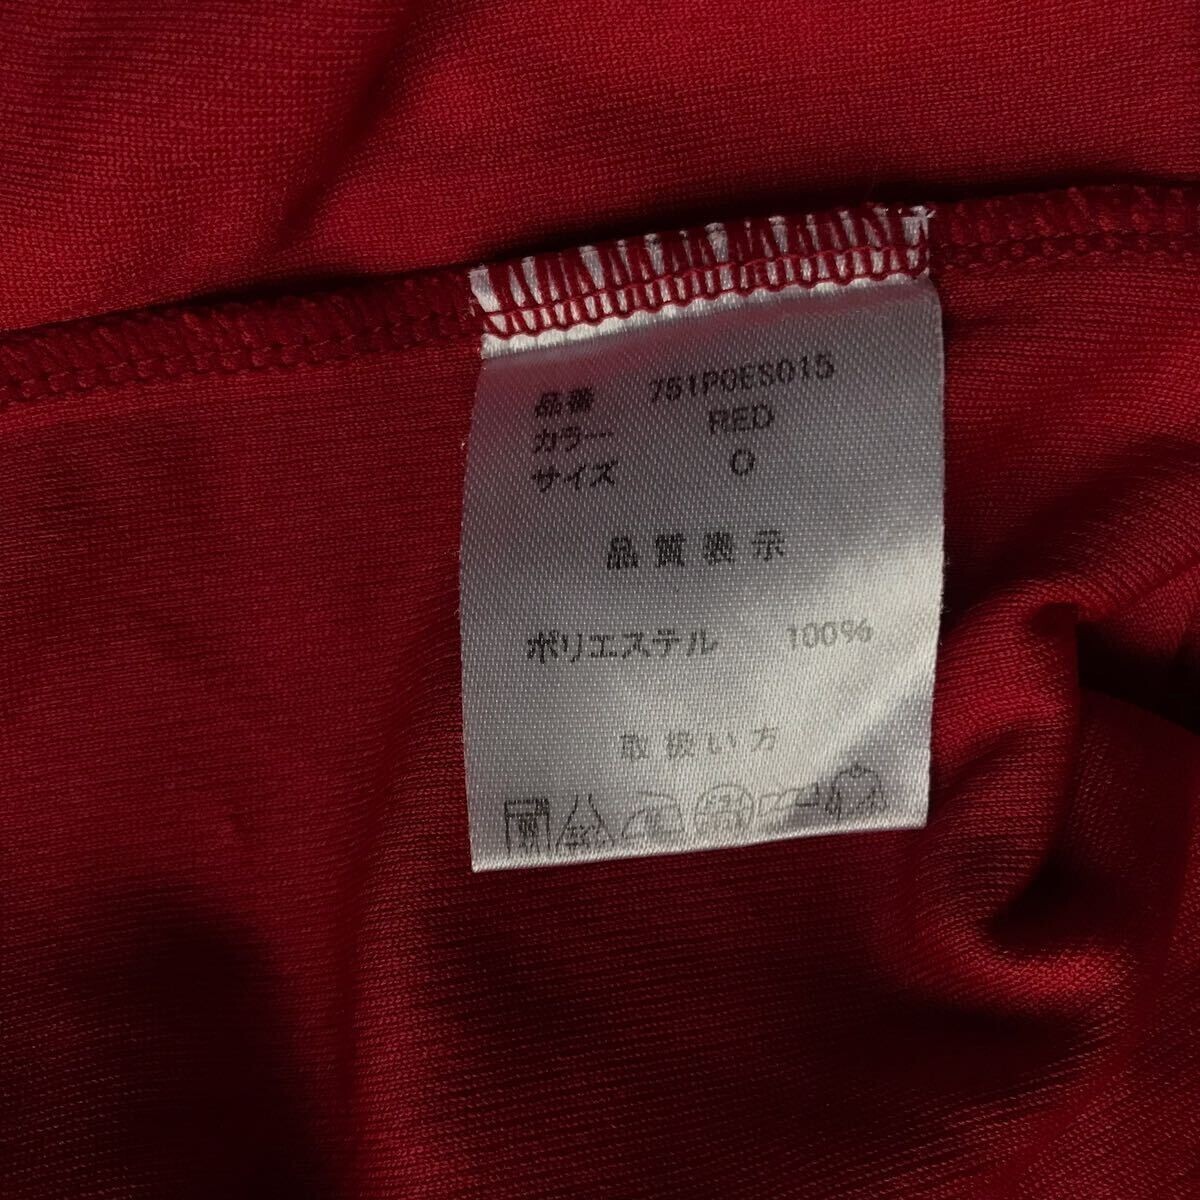 品番 751P0ES015
カラー RED
サイズ O
品質表示
ポリエステル 100%
取扱い方